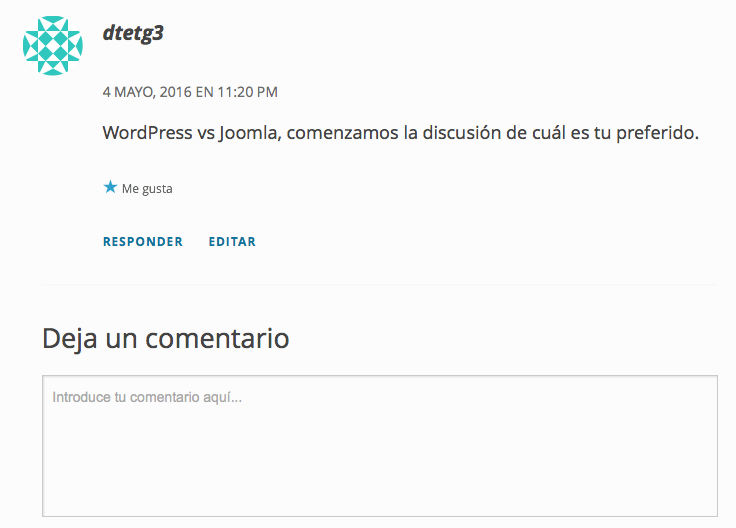 dtetg3
4 MAYO, 2016 EN 11:20 PM
WordPress vs Joomla, comenzamos la discusión de cuál es tu preferido.
★ Me gusta
RESPONDER EDITAR
Deja un comentario
Introduce tu comentario aquí...